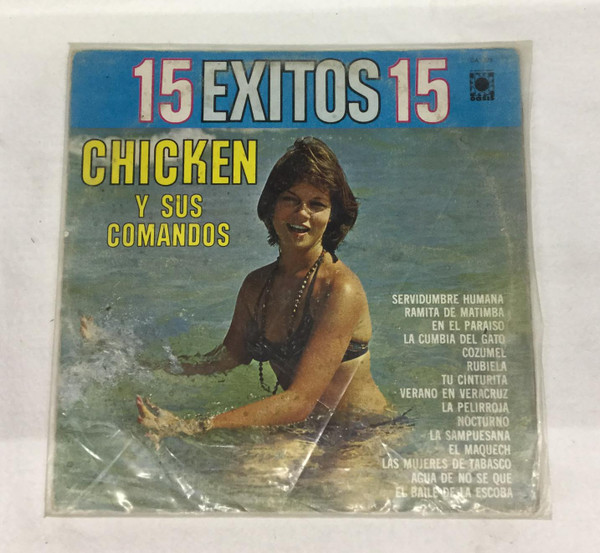 15 EXITOS 15
OASIS
CHICKEN
Y SUS
COMANDOS
SERVIDUMBRE HUMANA
RAMITA DE MATIMBA
EN EL PARAISO
LA CUMBIA DEL GATO
COZUMEL
RUBIELA
TU CINTURITA
VERANO EN VERACRUZ
LA PELIRROJA
NOCTURNO
LA SAMPUESANA
EL MAQUECH
LAS MUJERES DE TABASCO
AGUA DE NO SE QUE
EL BAILE DE LA ESCOBA